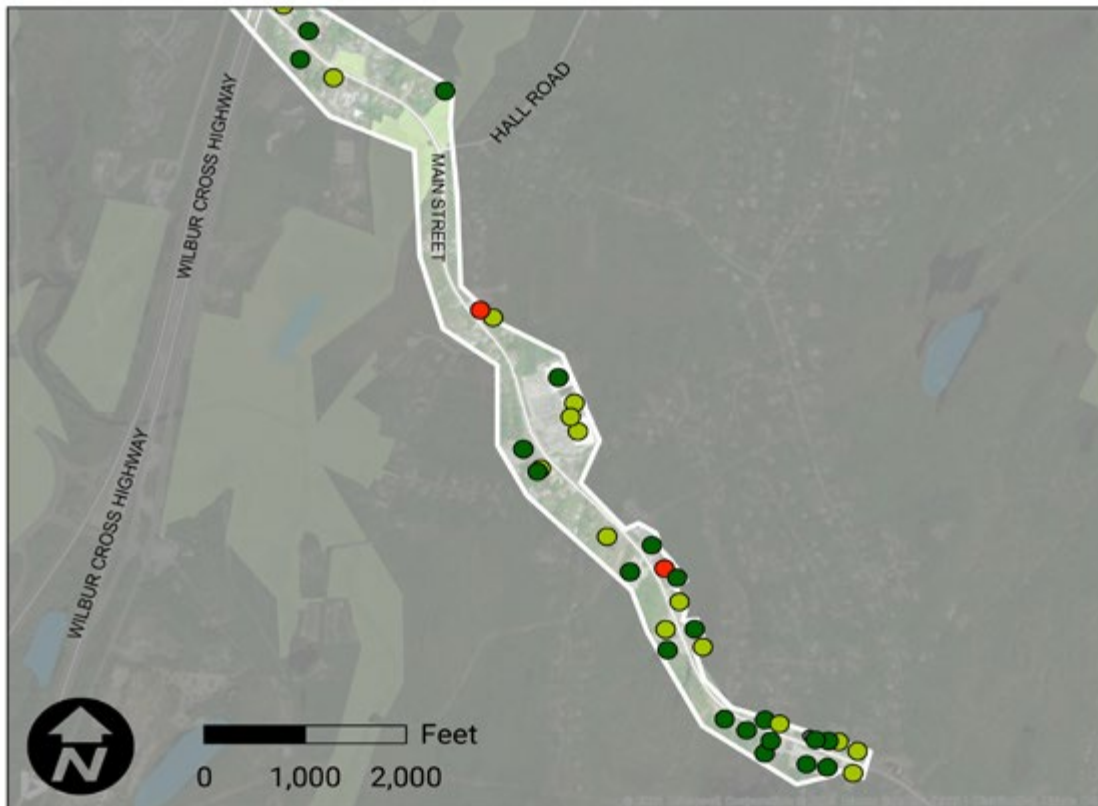 HALL ROAD
WILBUR CROSS HIGHWAY
MAIN STREET
WILBUR CROSS HIGHWAY
N
Feet
0 1,000 2,000